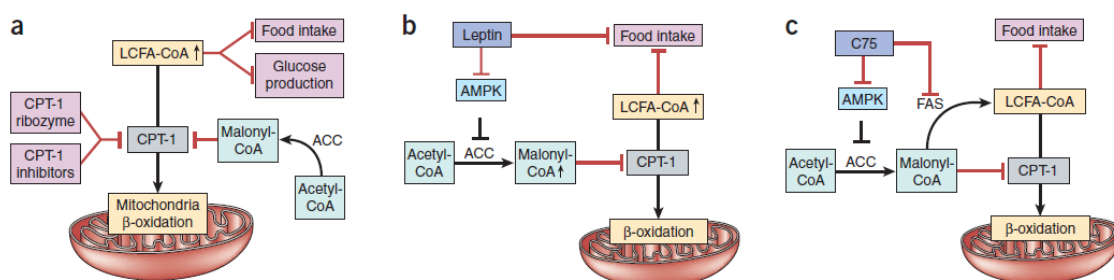 a
LCFA-CoA ↑
Food intake
Glucose
production
CPT-1
ribozyme
CPT-1
inhibitors
CPT-1
Malonyl-
CoA
ACC
Acetyl-
CoA
Mitochondria
β-oxidation
b
Leptin
Food intake
AMPK
LCFA-CoA ↑
Acetyl-
CoA
ACC
Malonyl-
CoA ↑
CPT-1
β-oxidation
c
C75
Food intake
AMPK
FAS
LCFA-CoA
Acetyl-
CoA
ACC
Malonyl-
CoA
CPT-1
β-oxidation